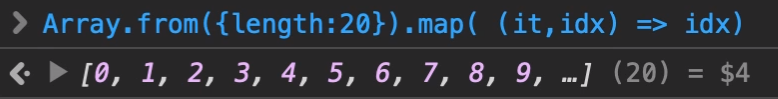 > Array.from({length:20}).map( (it,idx) => idx)
[0, 1, 2, 3, 4, 5, 6, 7, 8, 9, …] (20) = $4